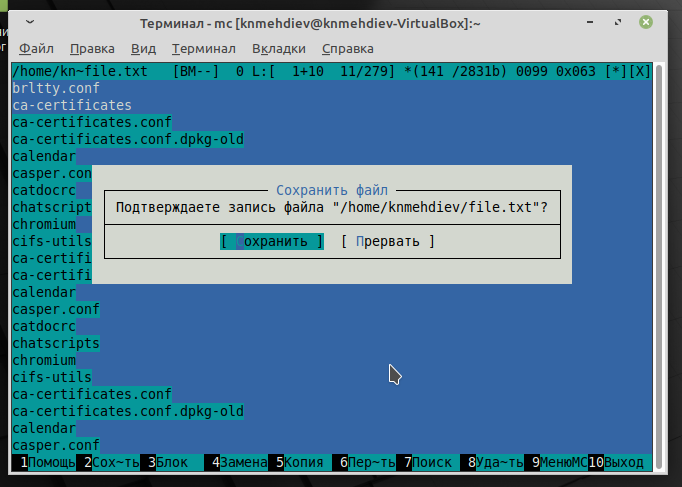 Терминал - mc [knmehdiev@knmehdiev-VirtualBox]:~
Файл Правка Вид Терминал Вкладки Справка
/home/kn~file.txt [BM--] 0 L:[ 1+10 11/279] *(141 /2831b) 0099 0x063 [*][X]
brltty.conf
ca-certificates
ca-certificates.conf
ca-certificates.conf.dpkg-old
calendar
casper.con
catdocrc
Сохранить файл
chatscripts
Подтверждаете запись файла "/home/knmehdiev/file.txt"?
chromium
cifs-utils
[ Сохранить ] [ Прервать ]
ca-certifi
ca-certifi
calendar
casper.conf
catdocrc
chatscripts
chromium
cifs-utils
ca-certificates.conf
ca-certificates.conf.dpkg-old
calendar
casper.conf
1Помощь 2Сох~ть 3Блок 4Замена 5Копия 6Пер~ть 7Поиск 8Уда~ть 9МенюMC 10Выход